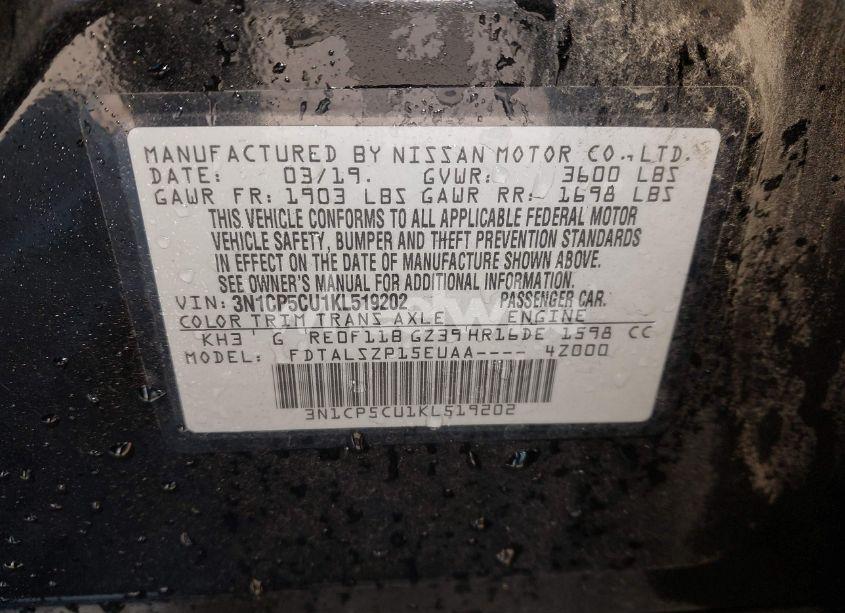 MANUFACTURED BY NISSAN MOTOR CO., LTD.
DATE: 03/19. GVWR: 3600 LBS
GAWR FR: 1903 LBS GAWR RR: 1698 LBS
THIS VEHICLE CONFORMS TO ALL APPLICABLE FEDERAL MOTOR
VEHICLE SAFETY, BUMPER AND THEFT PREVENTION STANDARDS
IN EFFECT ON THE DATE OF MANUFACTURE SHOWN ABOVE.
SEE OWNER'S MANUAL FOR ADDITIONAL INFORMATION.
VIN: 3N1CP5CU1KL519202 PASSENGER CAR.
COLOR TRIM TRANS AXLE ENGINE
KH3 G RE0F11B GZ39 HR16DE 1598 CC
MODEL: FDTALSZP15EUAA---- 4Z000
3N1CP5CU1KL519202